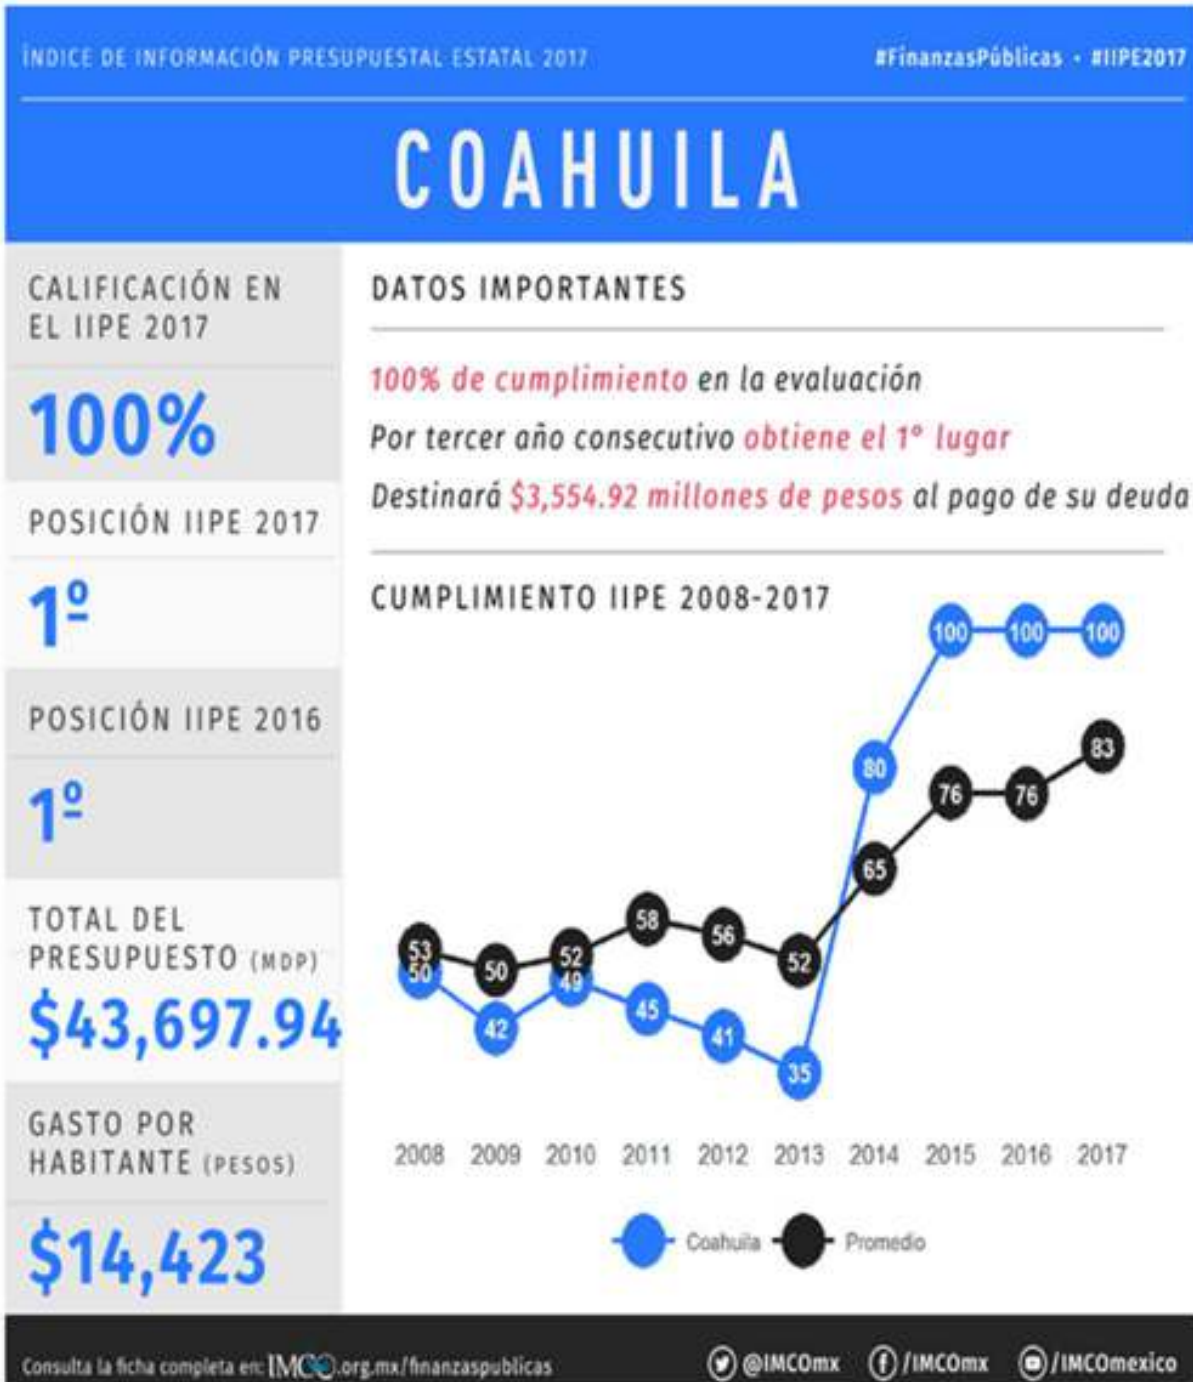 ÍNDICE DE INFORMACIÓN PRESUPUESTAL ESTATAL 2017
#FinanzasPúblicas • #IIPE2017
COAHUILA
CALIFICACIÓN EN
EL IIPE 2017
100%
POSICIÓN IIPE 2017
1º
POSICIÓN IIPE 2016
1º
TOTAL DEL
PRESUPUESTO (MDP)
$43,697.94
GASTO POR
HABITANTE (PESOS)
$14,423
DATOS IMPORTANTES
100% de cumplimiento en la evaluación
Por tercer año consecutivo obtiene el 1° lugar
Destinará $3,554.92 millones de pesos al pago de su deuda
CUMPLIMIENTO IIPE 2008-2017
100 100 100
83
80
76 76
65
58
56
53 50 52 52
50 42 49 45 41 35
2008 2009 2010 2011 2012 2013 2014 2015 2016 2017
Coahuila Promedio
Consulta la ficha completa en: IMCO.org.mx/finanzaspublicas
@IMCOmx /IMCOmx /IMCOmexico